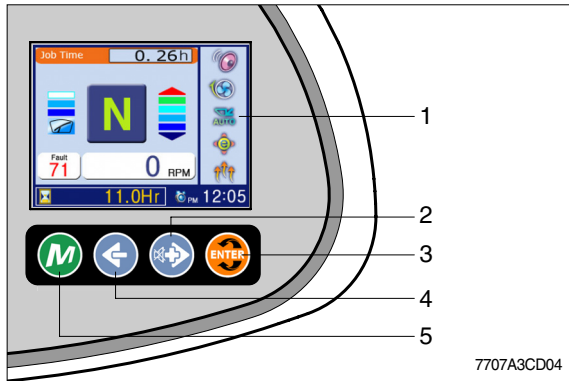 Job Time 0.26h
AUTO
N
e
Fault
71
0 RPM
11.0Hr PM 12:05
M
ENTER
1
2
3
4
5
7707A3CD04